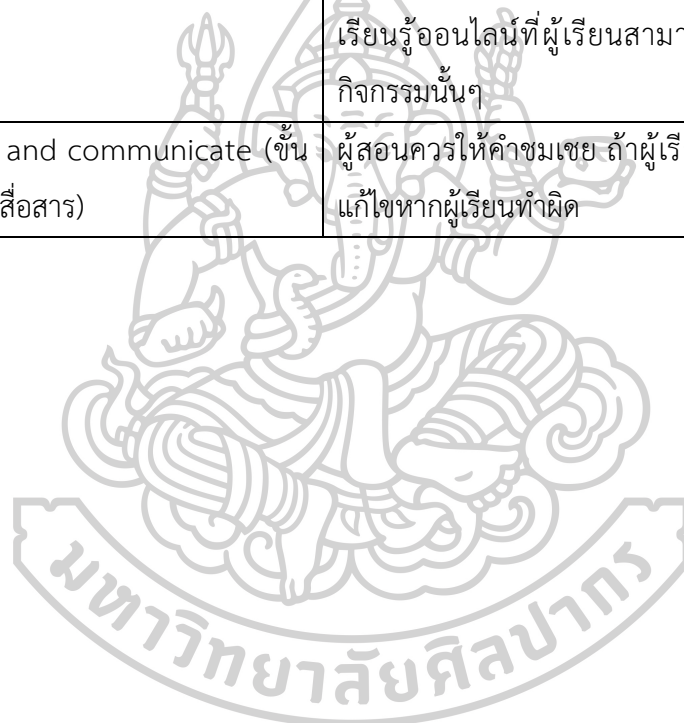 เรียนรู้ออนไลน์ที่ผู้เรียนสามา
กิจกรรมนั้นๆ
and communicate (ขั้น
สื่อสาร)
ผู้สอนควรให้คำชมเชย ถ้าผู้เรี
แก้ไขหากผู้เรียนทำผิด
มหาวิทยาลัยศิลปากร